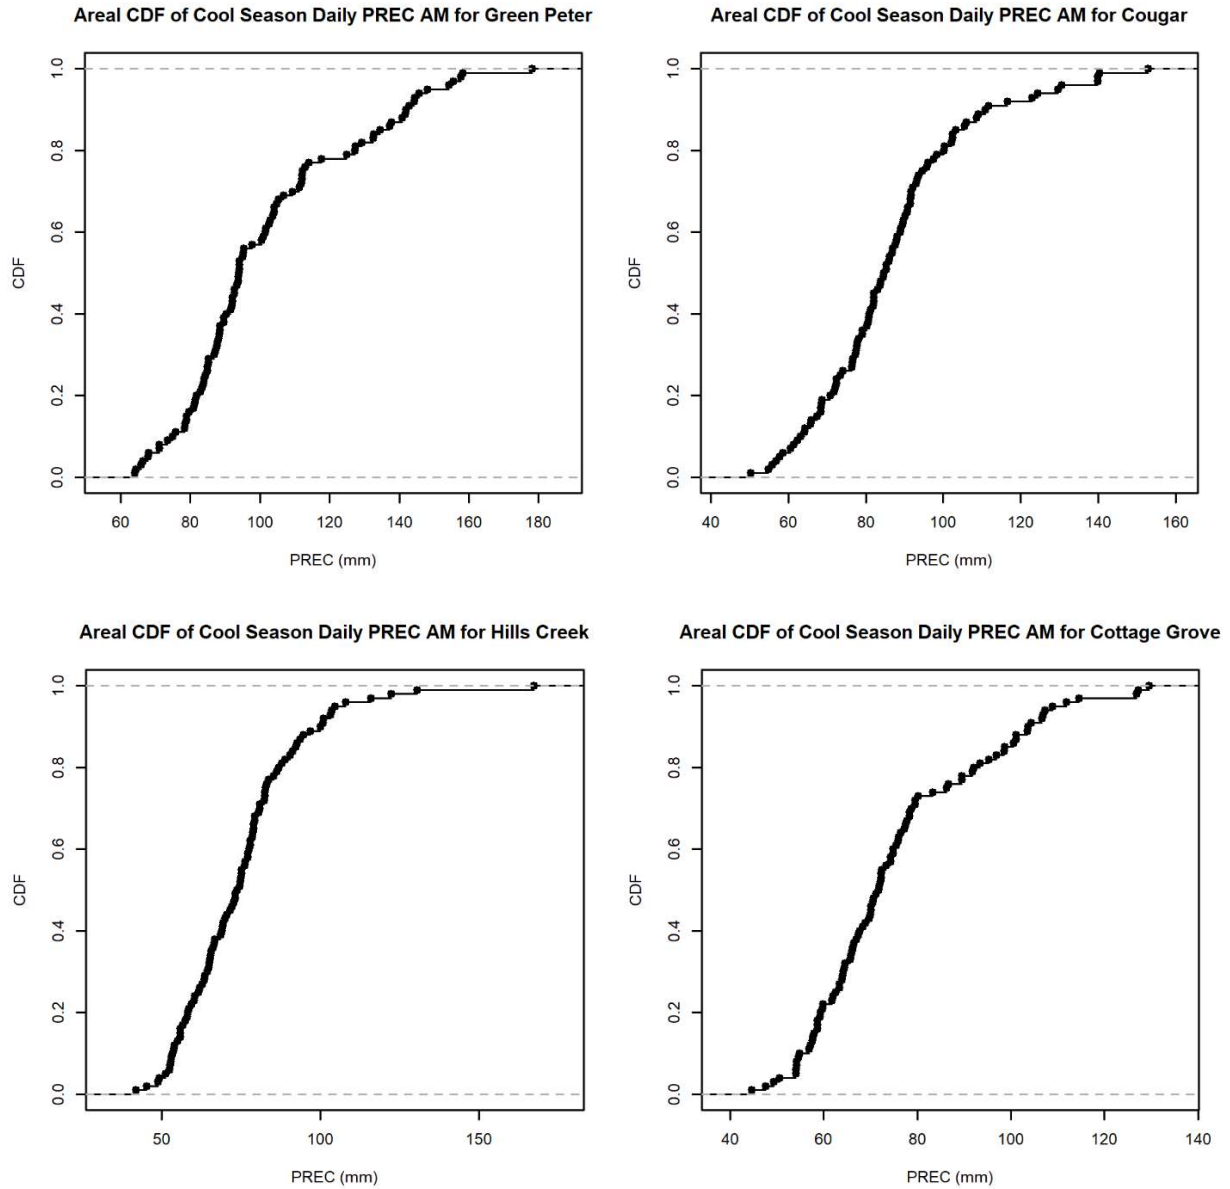 Areal CDF of Cool Season Daily PREC AM for Green Peter
CDF
0.0 0.2 0.4 0.6 0.8 1.0
60 80 100 120 140 160 180
PREC (mm)
Areal CDF of Cool Season Daily PREC AM for Cougar
CDF
0.0 0.2 0.4 0.6 0.8 1.0
40 60 80 100 120 140 160
PREC (mm)
Areal CDF of Cool Season Daily PREC AM for Hills Creek
CDF
0.0 0.2 0.4 0.6 0.8 1.0
50 100 150
PREC (mm)
Areal CDF of Cool Season Daily PREC AM for Cottage Grove
CDF
0.0 0.2 0.4 0.6 0.8 1.0
40 60 80 100 120 140
PREC (mm)